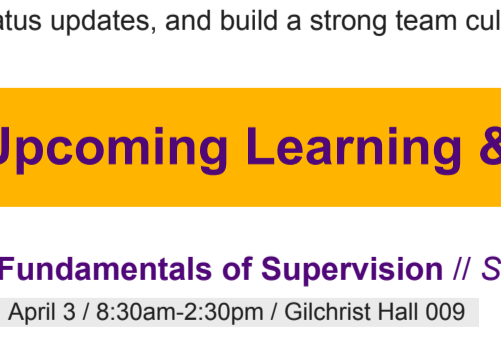 atus updates, and build a strong team cul
Upcoming Learning &
Fundamentals of Supervision // S
April 3 / 8:30am-2:30pm / Gilchrist Hall 009